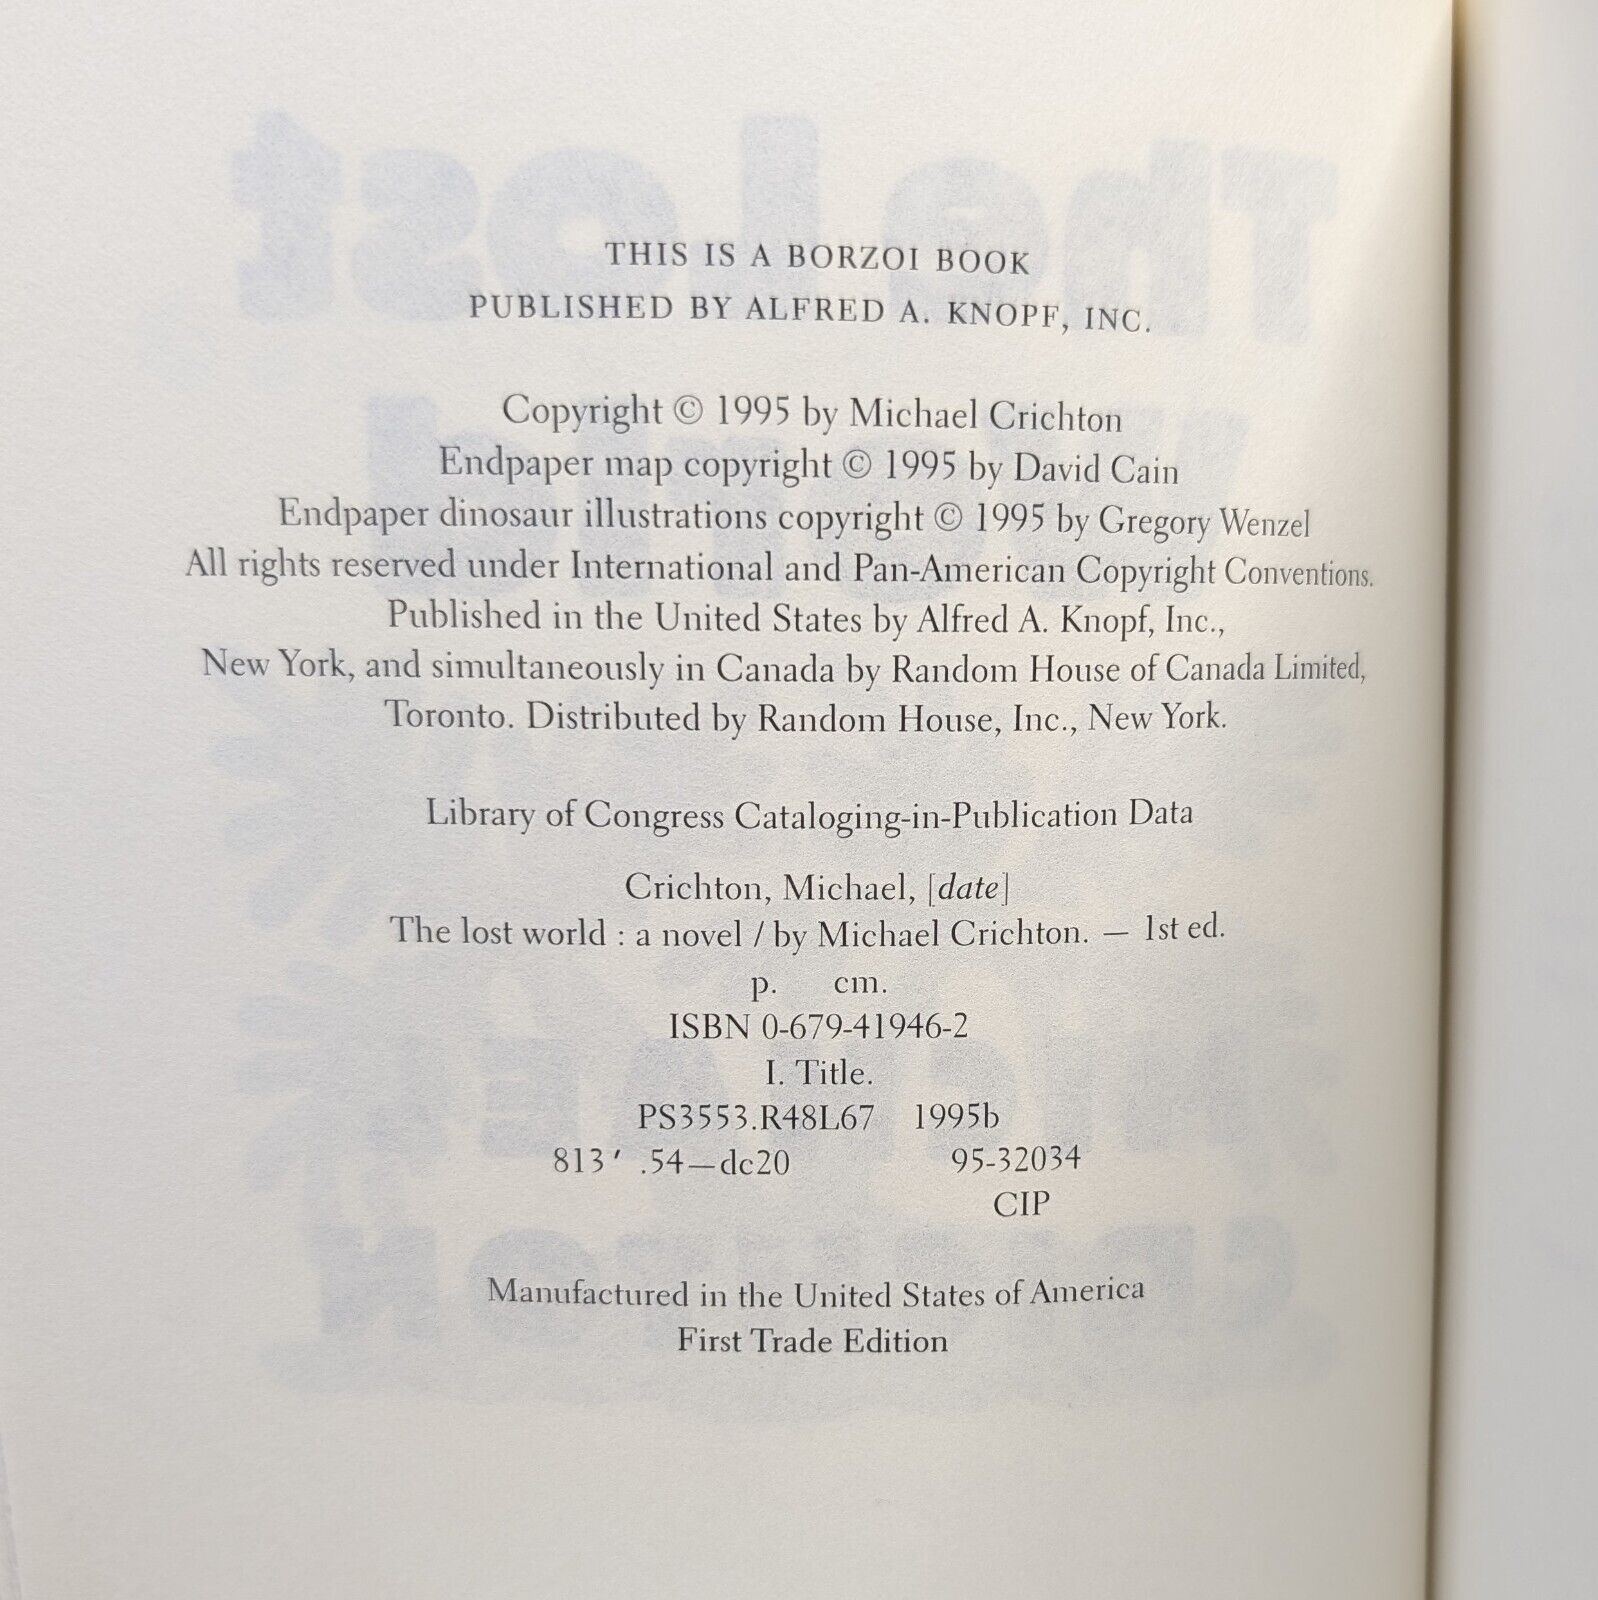 THIS IS A BORZOI BOOK
PUBLISHED BY ALFRED A. KNOPF, INC.
Copyright © 1995 by Michael Crichton
Endpaper map copyright © 1995 by David Cain
Endpaper dinosaur illustrations copyright © 1995 by Gregory Wenzel
All rights reserved under International and Pan-American Copyright Conventions.
Published in the United States by Alfred A. Knopf, Inc.,
New York, and simultaneously in Canada by Random House of Canada Limited,
Toronto. Distributed by Random House, Inc., New York.
Library of Congress Cataloging-in-Publication Data
Crichton, Michael, [date]
The lost world : a novel / by Michael Crichton. — 1st ed.
p. cm.
ISBN 0-679-41946-2
I. Title.
PS3553.R48L67 1995b
813′ .54—dc20 95-32034
CIP
Manufactured in the United States of America
First Trade Edition